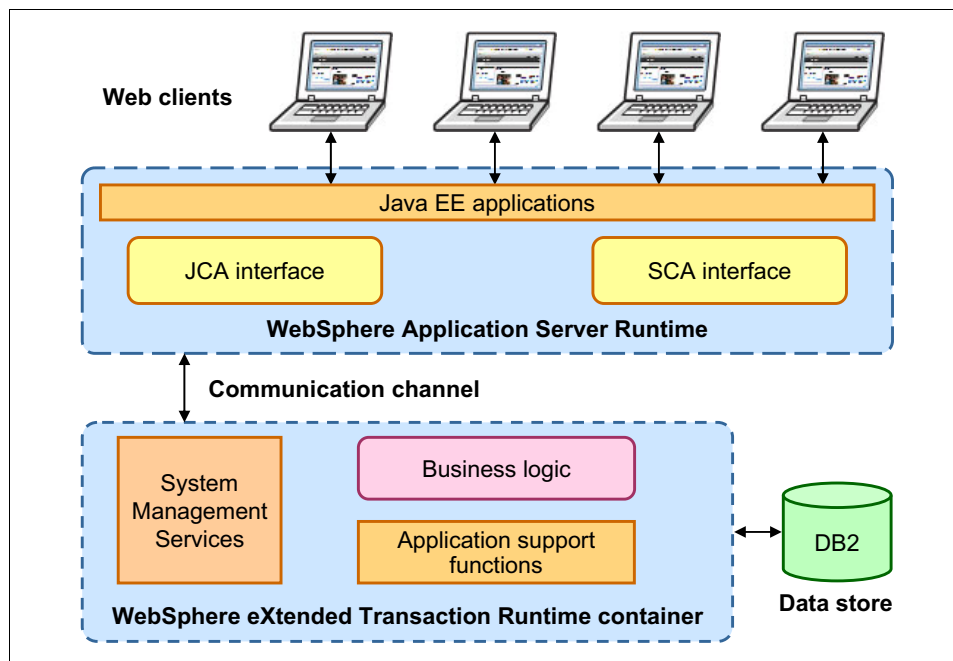 Web clients
Java EE applications
JCA interface
SCA interface
WebSphere Application Server Runtime
Communication channel
System
Management
Services
Business logic
Application support
functions
WebSphere eXtended Transaction Runtime container
DB2
Data store